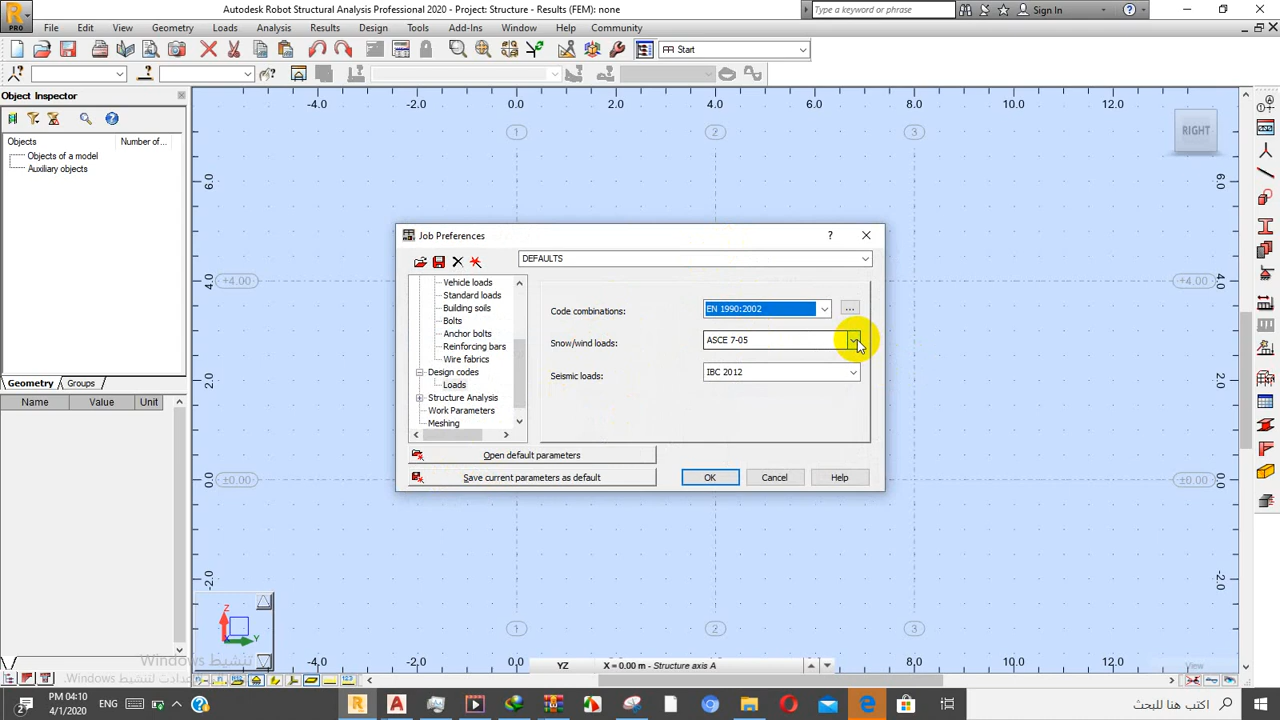 Autodesk Robot Structural Analysis Professional 2020 - Project: Structure - Results (FEM): none
Type a keyword or phrase
Sign In
PRO
File Edit View Geometry Loads Analysis Results Design Tools Add-Ins Window Help Community
Start
Object Inspector
Objects Number of...
Objects of a model
Auxiliary objects
Geometry Groups
Name Value Unit
-4.0 -2.0 0.0 2.0 4.0 6.0 8.0 10.0 12.0
1 2 3
RIGHT
6.0 6.0
4.0 +4.00 +4.00 4.0
2.0 2.0
0.0 ±0.00 ±0.00 0.0
-2.0 -2.0
1 2 3
Job Preferences
DEFAULTS
Vehicle loads
Standard loads
Building soils
Bolts
Anchor bolts
Reinforcing bars
Wire fabrics
Design codes
Loads
Structure Analysis
Work Parameters
Meshing
Code combinations: EN 1990:2002 ...
Snow/wind loads: ASCE 7-05
Seismic loads: IBC 2012
Open default parameters
Save current parameters as default
OK Cancel Help
Z
Y
تنشيط Windows
-4.0 -2.0 0.0 YZ X = 0.00 m - Structure axis A 8.0 10.0 12.0
View
PM 04:10
4/1/2020
ENG
اكتب هنا للبحث